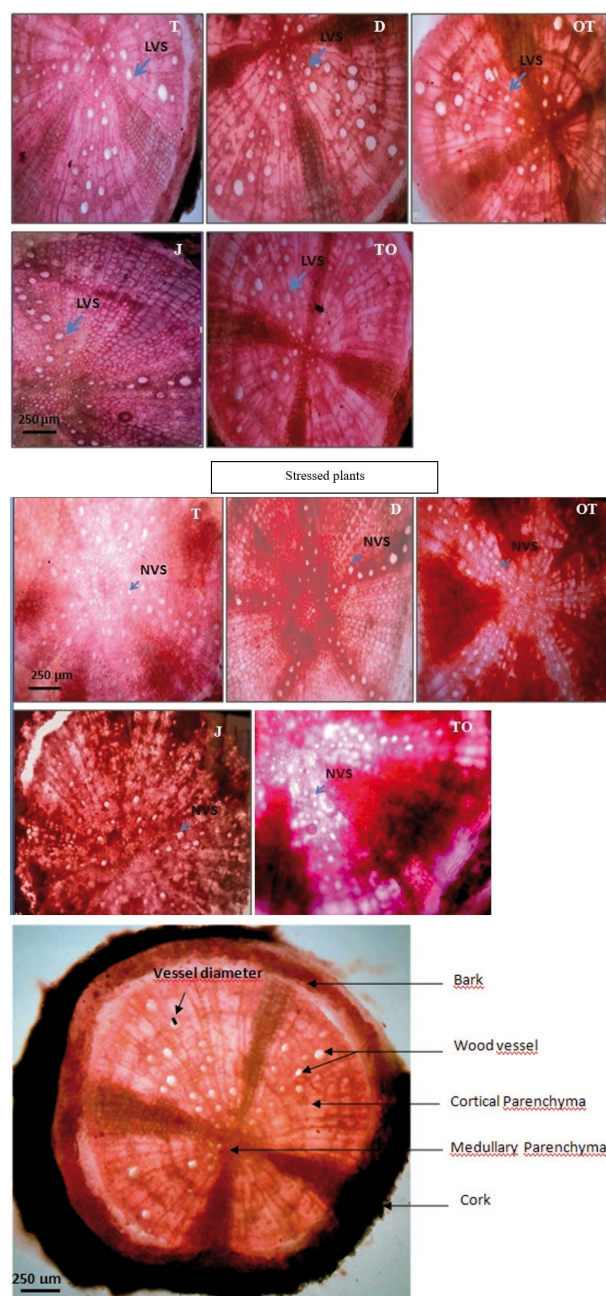 T
LVS
D
LVS
OT
LVS
J
LVS
250 µm
TO
LVS
Stressed plants
T
NVS
250 µm
D
NVS
OT
NVS
J
NVS
TO
NVS
Vessel diameter
Bark
Wood vessel
Cortical Parenchyma
Medullary Parenchyma
Cork
250 µm